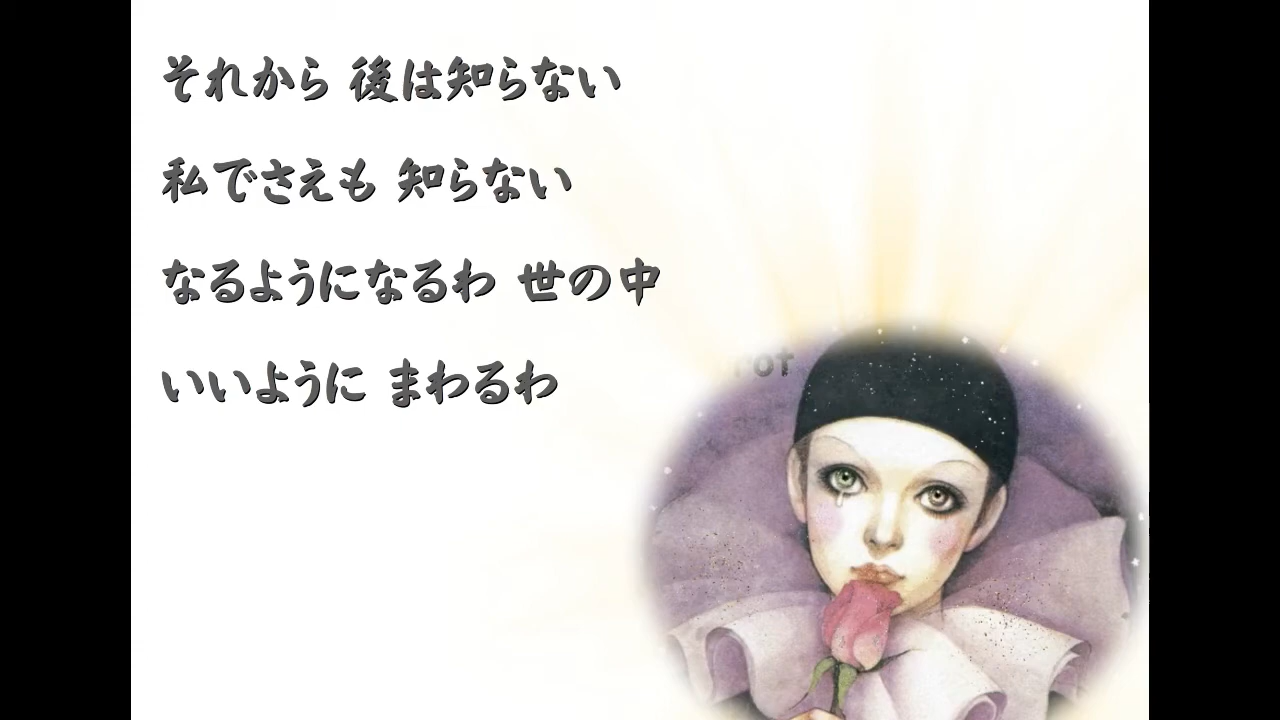 それから 後は知らない
私でさえも 知らない
なるようになるわ 世の中
いいように まわるわ
rot